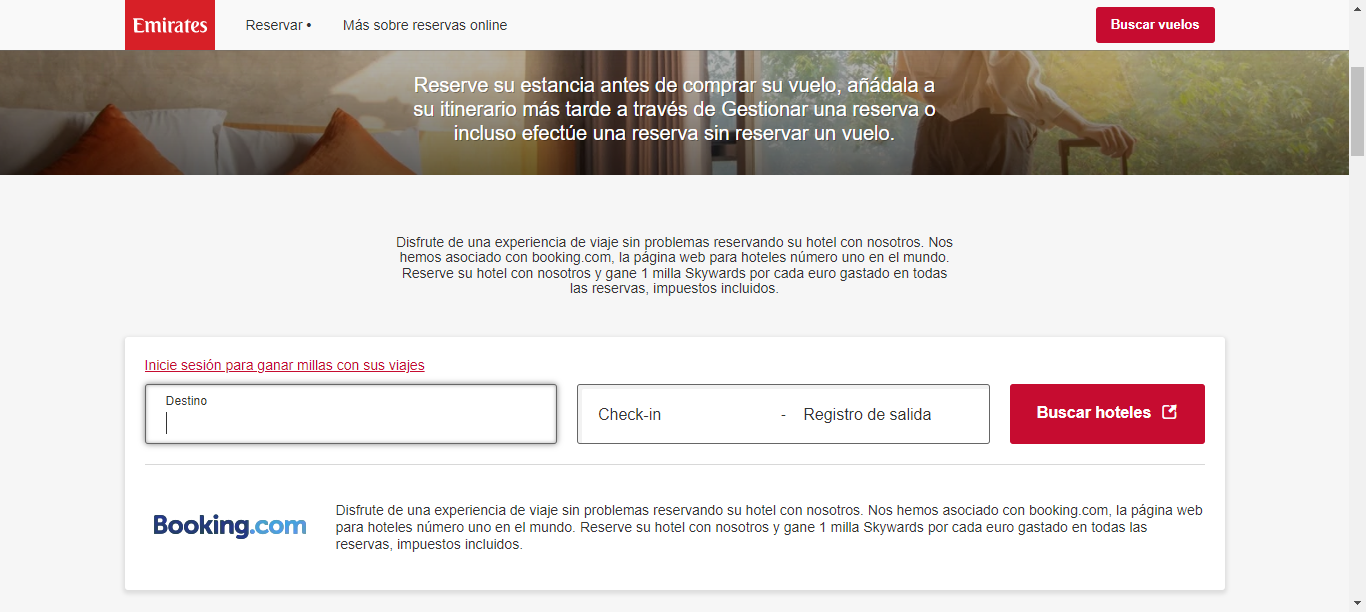 Emirates
Reservar •
Más sobre reservas online
Buscar vuelos
Reserve su estancia antes de comprar su vuelo, añádala a
su itinerario más tarde a través de Gestionar una reserva o
incluso efectúe una reserva sin reservar un vuelo.
Disfrute de una experiencia de viaje sin problemas reservando su hotel con nosotros. Nos
hemos asociado con booking.com, la página web para hoteles número uno en el mundo.
Reserve su hotel con nosotros y gane 1 milla Skywards por cada euro gastado en todas
las reservas, impuestos incluidos.
Inicie sesión para ganar millas con sus viajes
Destino
Check-in - Registro de salida
Buscar hoteles
Booking.com
Disfrute de una experiencia de viaje sin problemas reservando su hotel con nosotros. Nos hemos asociado con booking.com, la página web
para hoteles número uno en el mundo. Reserve su hotel con nosotros y gane 1 milla Skywards por cada euro gastado en todas las
reservas, impuestos incluidos.